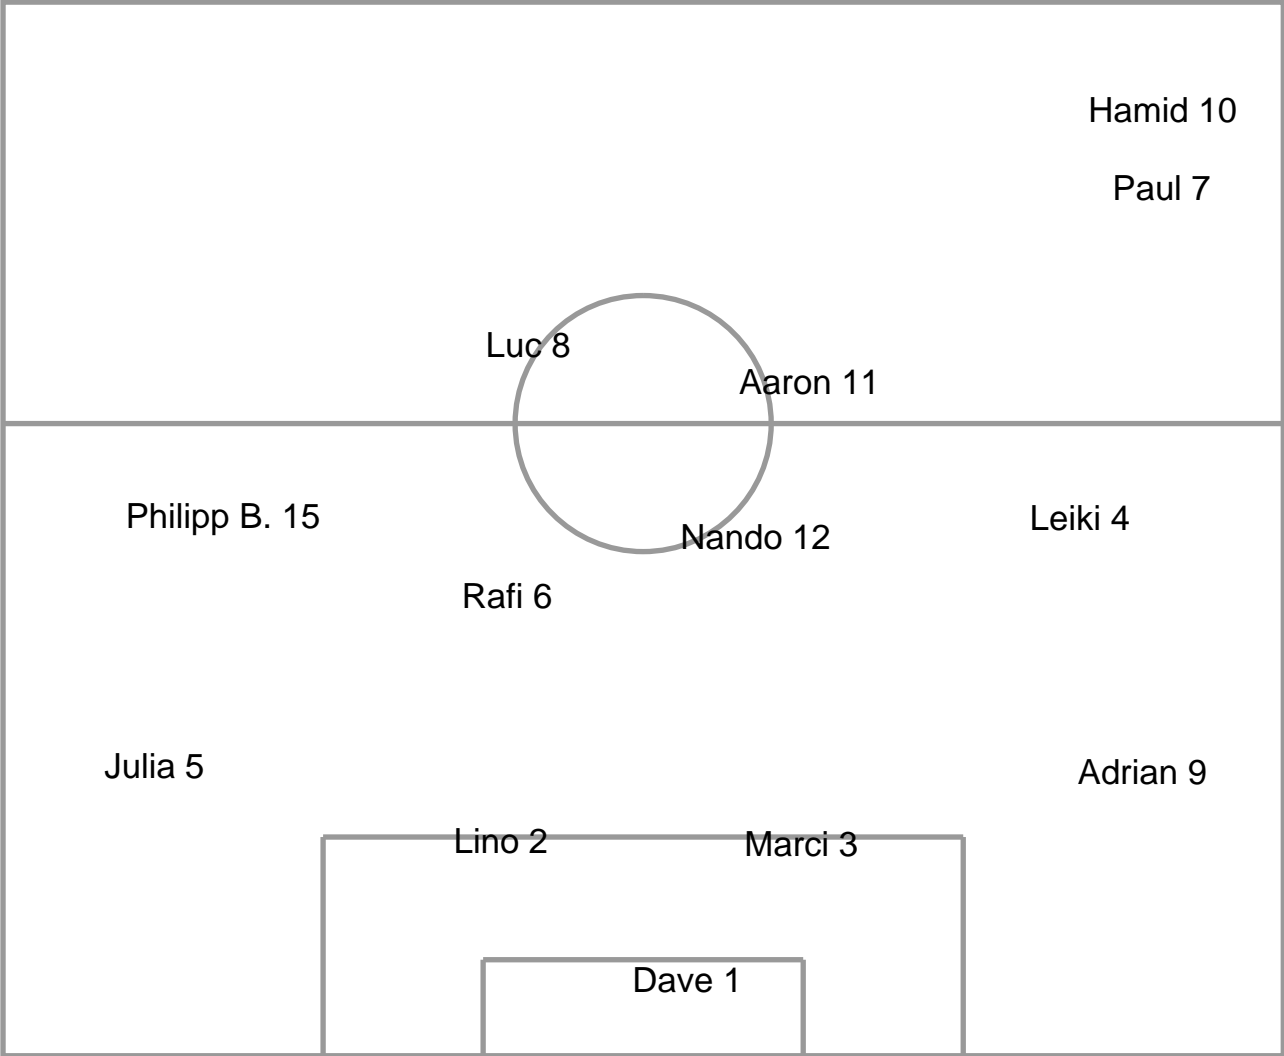 Hamid 10
Paul 7
Luc 8
Aaron 11
Philipp B. 15
Leiki 4
Nando 12
Rafi 6
Julia 5
Adrian 9
Lino 2
Marci 3
Dave 1